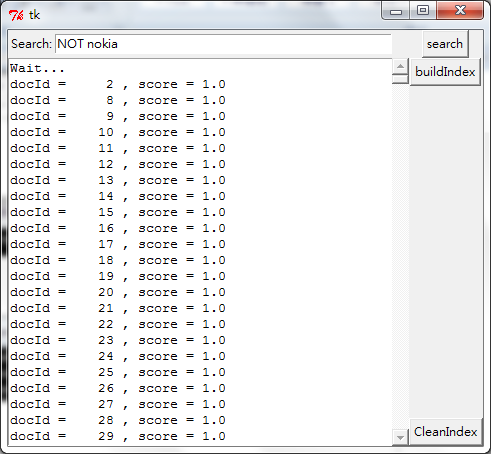 tk
Search: NOT nokia search
buildIndex
Wait...
docId =     2 , score = 1.0
docId =     8 , score = 1.0
docId =     9 , score = 1.0
docId =    10 , score = 1.0
docId =    11 , score = 1.0
docId =    12 , score = 1.0
docId =    13 , score = 1.0
docId =    14 , score = 1.0
docId =    15 , score = 1.0
docId =    16 , score = 1.0
docId =    17 , score = 1.0
docId =    18 , score = 1.0
docId =    19 , score = 1.0
docId =    20 , score = 1.0
docId =    21 , score = 1.0
docId =    22 , score = 1.0
docId =    23 , score = 1.0
docId =    24 , score = 1.0
docId =    25 , score = 1.0
docId =    26 , score = 1.0
docId =    27 , score = 1.0
docId =    28 , score = 1.0
docId =    29 , score = 1.0
CleanIndex